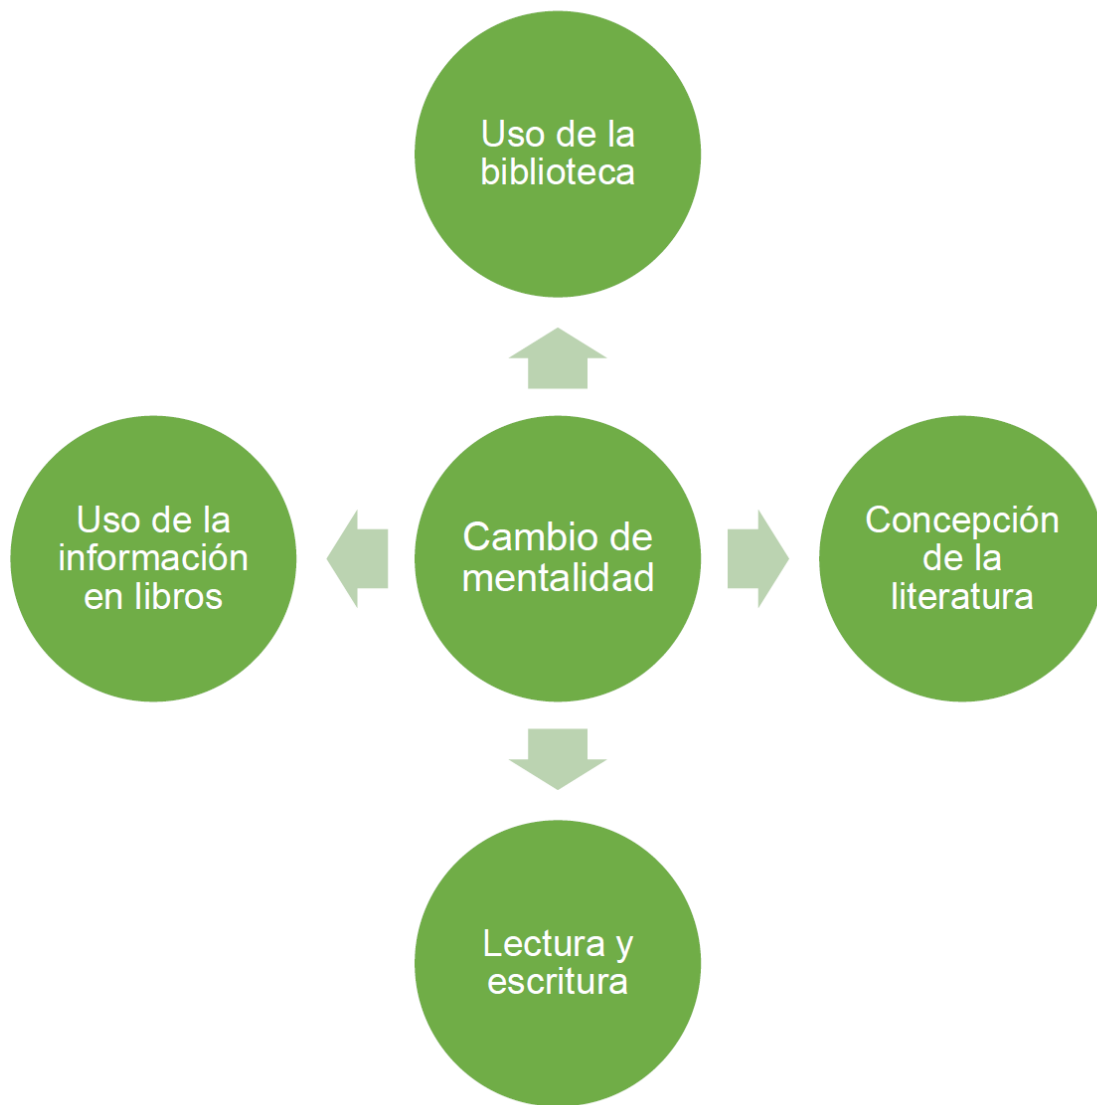 Uso de la
biblioteca
Uso de la
información
en libros
Cambio de
mentalidad
Concepción
de la
literatura
Lectura y
escritura